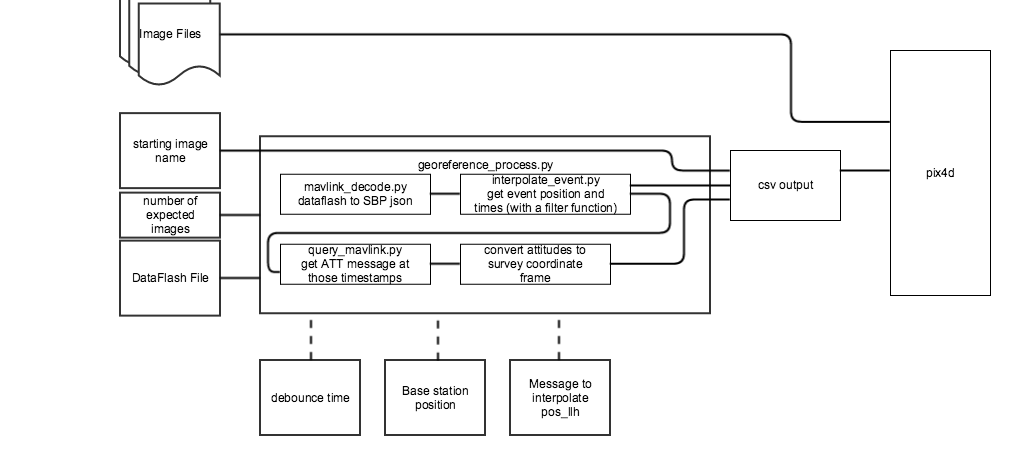 Image Files
starting image
name
number of
expected
images
DataFlash File
georeference_process.py
mavlink_decode.py
dataflash to SBP json
interpolate_event.py
get event position and
times (with a filter function)
query_mavlink.py
get ATT message at
those timestamps
convert attitudes to
survey coordinate
frame
csv output
pix4d
debounce time
Base station
position
Message to
interpolate
pos_llh